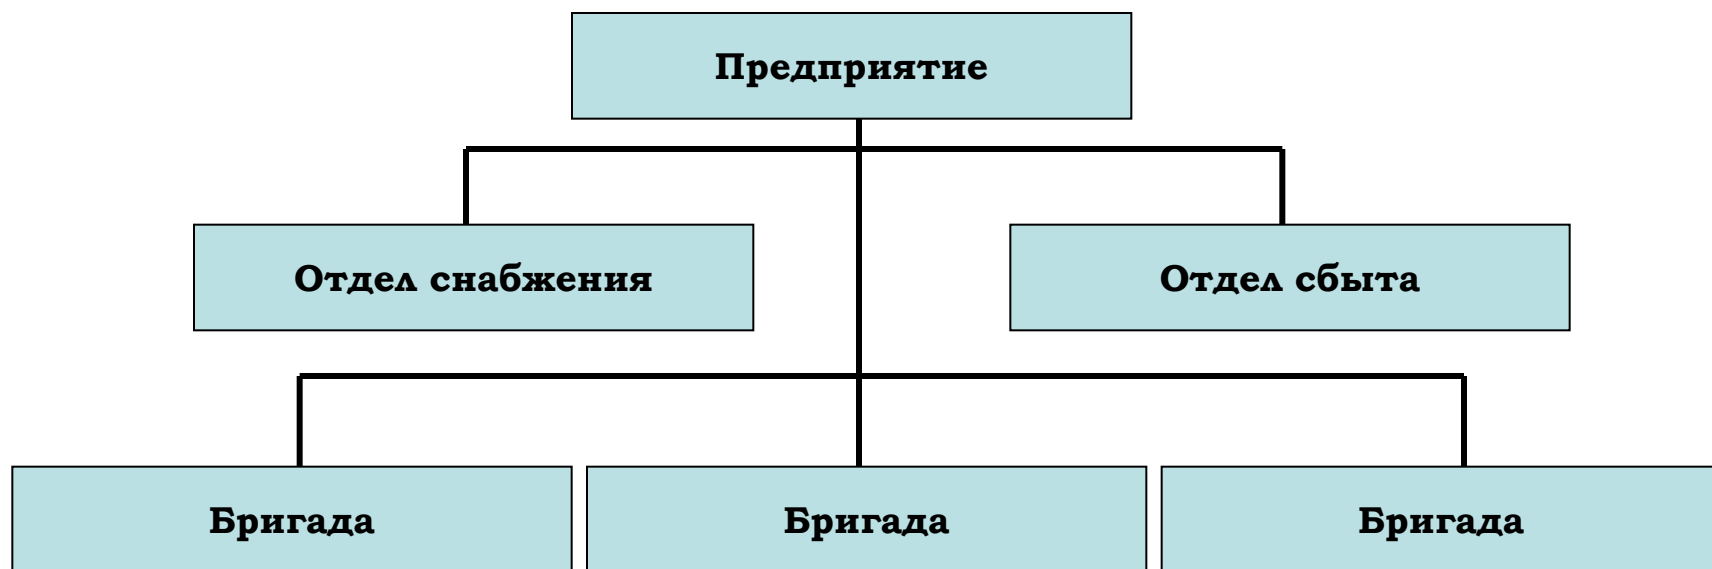 Предприятие
Отдел снабжения
Отдел сбыта
Бригада
Бригада
Бригада